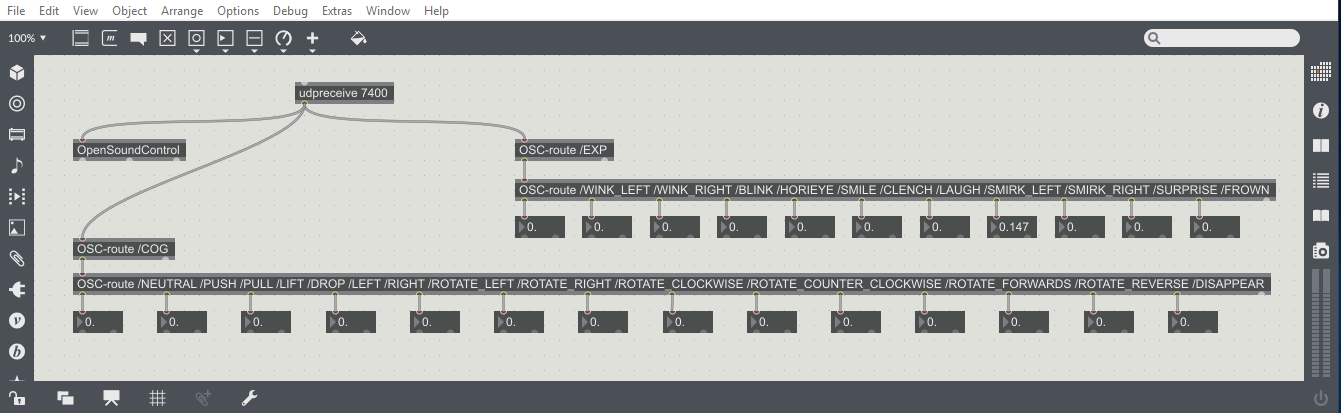 File Edit View Object Arrange Options Debug Extras Window Help
100%
udpreceive 7400
OpenSoundControl
OSC-route /EXP
OSC-route /WINK_LEFT /WINK_RIGHT /BLINK /HORIEYE /SMILE /CLENCH /LAUGH /SMIRK_LEFT /SMIRK_RIGHT /SURPRISE /FROWN
0. 0. 0. 0. 0. 0. 0. 0.147 0. 0. 0.
OSC-route /COG
OSC-route /NEUTRAL /PUSH /PULL /LIFT /DROP /LEFT /RIGHT /ROTATE_LEFT /ROTATE_RIGHT /ROTATE_CLOCKWISE /ROTATE_COUNTER_CLOCKWISE /ROTATE_FORWARDS /ROTATE_REVERSE /DISAPPEAR
0. 0. 0. 0. 0. 0. 0. 0. 0. 0. 0. 0. 0. 0.